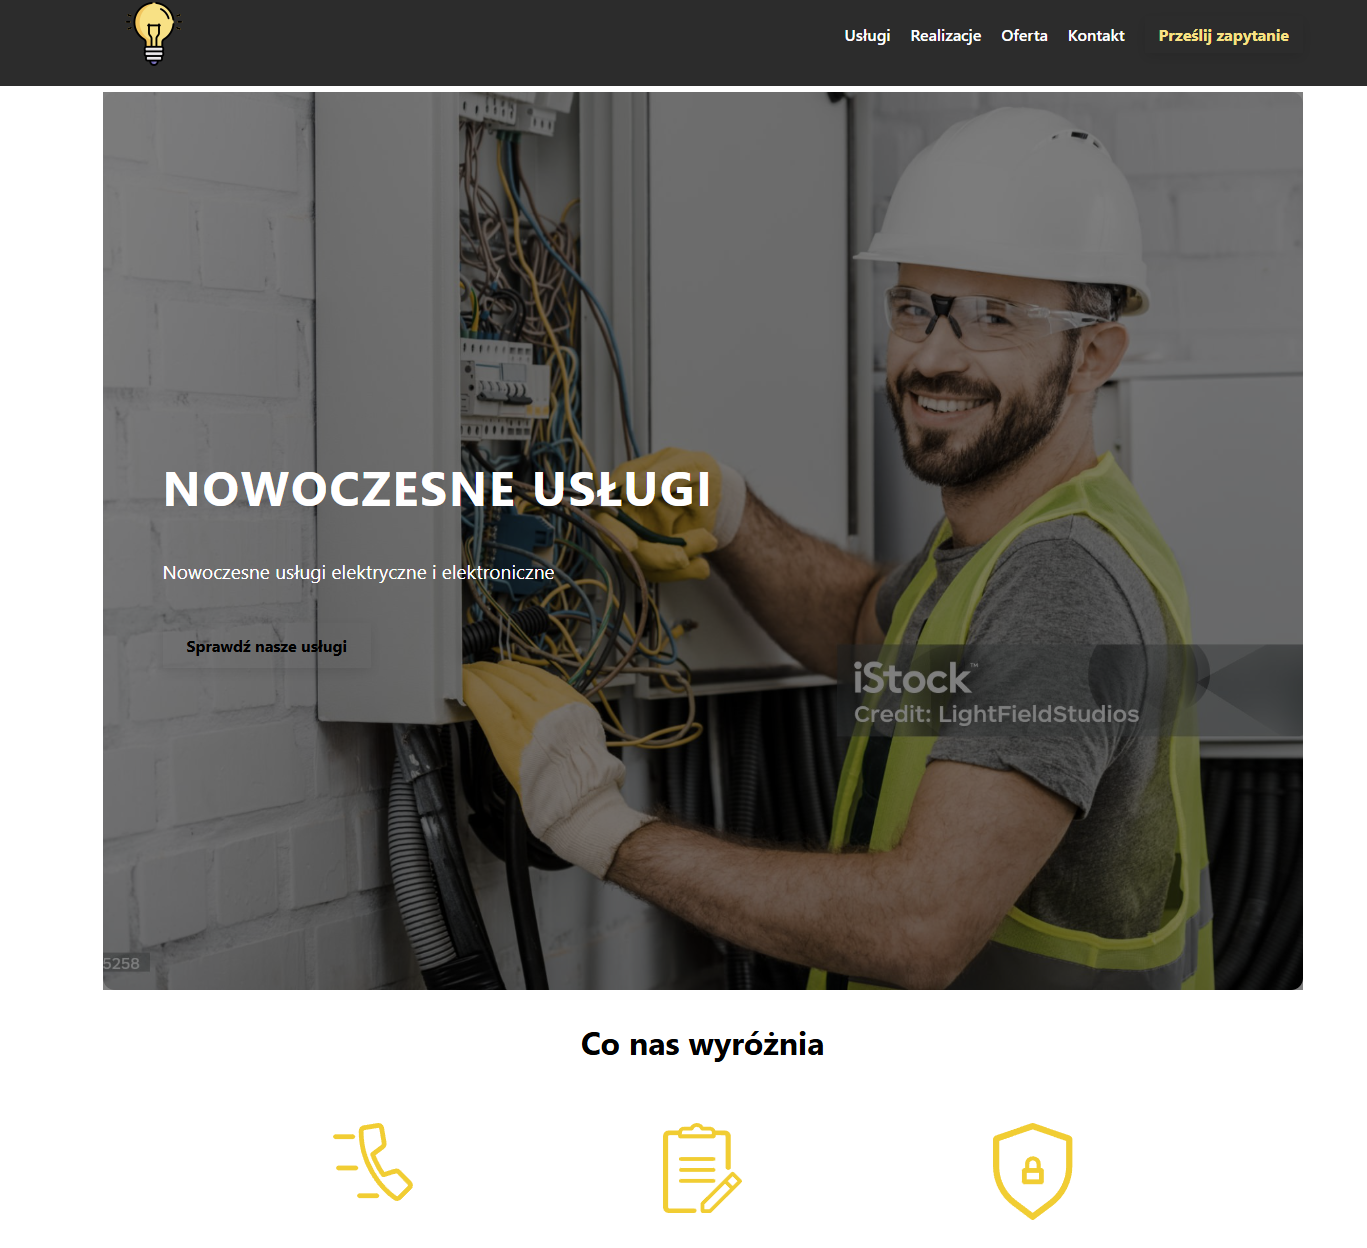 Usługi Realizacje Oferta Kontakt Prześlij zapytanie
NOWOCZESNE USŁUGI
Nowoczesne usługi elektryczne i elektroniczne
Sprawdź nasze usługi
iStock™
Credit: LightFieldStudios
5258
Co nas wyróżnia